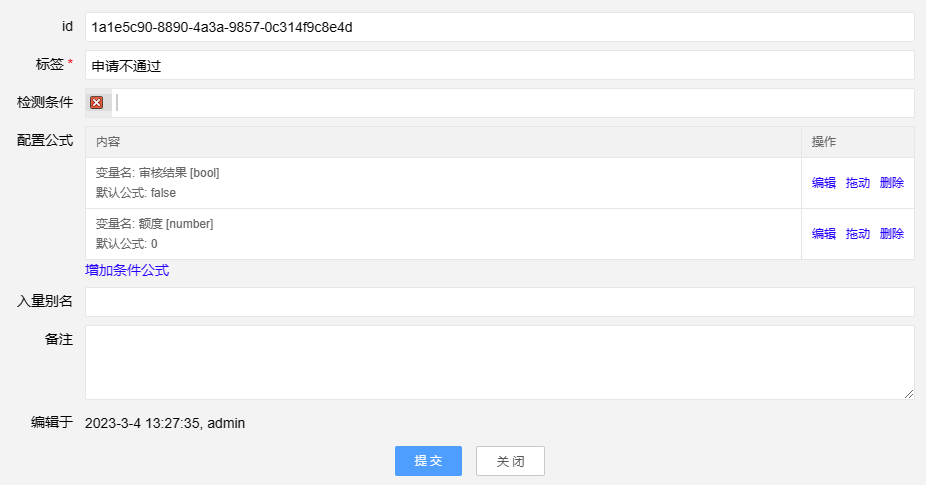 id 1a1e5c90-8890-4a3a-9857-0c314f9c8e4d
标签 * 申请不通过
检测条件
配置公式 内容 操作
变量名: 审核结果 [bool]
默认公式: false
编辑 拖动 删除
变量名: 额度 [number]
默认公式: 0
编辑 拖动 删除
增加条件公式
入量别名
备注
编辑于 2023-3-4 13:27:35, admin
提交 关闭